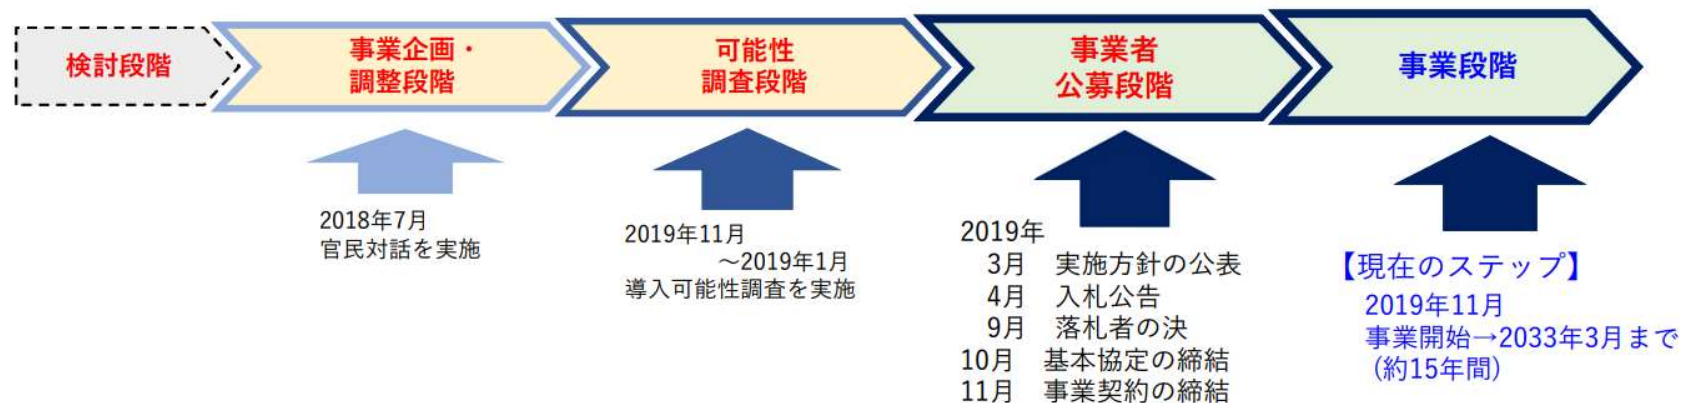 検討段階
事業企画・
調整段階
可能性
調査段階
事業者
公募段階
事業段階
2018年7月
官民対話を実施
2019年11月
～2019年1月
導入可能性調査を実施
2019年
3月　実施方針の公表
4月　入札公告
9月　落札者の決
10月　基本協定の締結
11月　事業契約の締結
【現在のステップ】
2019年11月
事業開始→2033年3月まで
(約15年間)